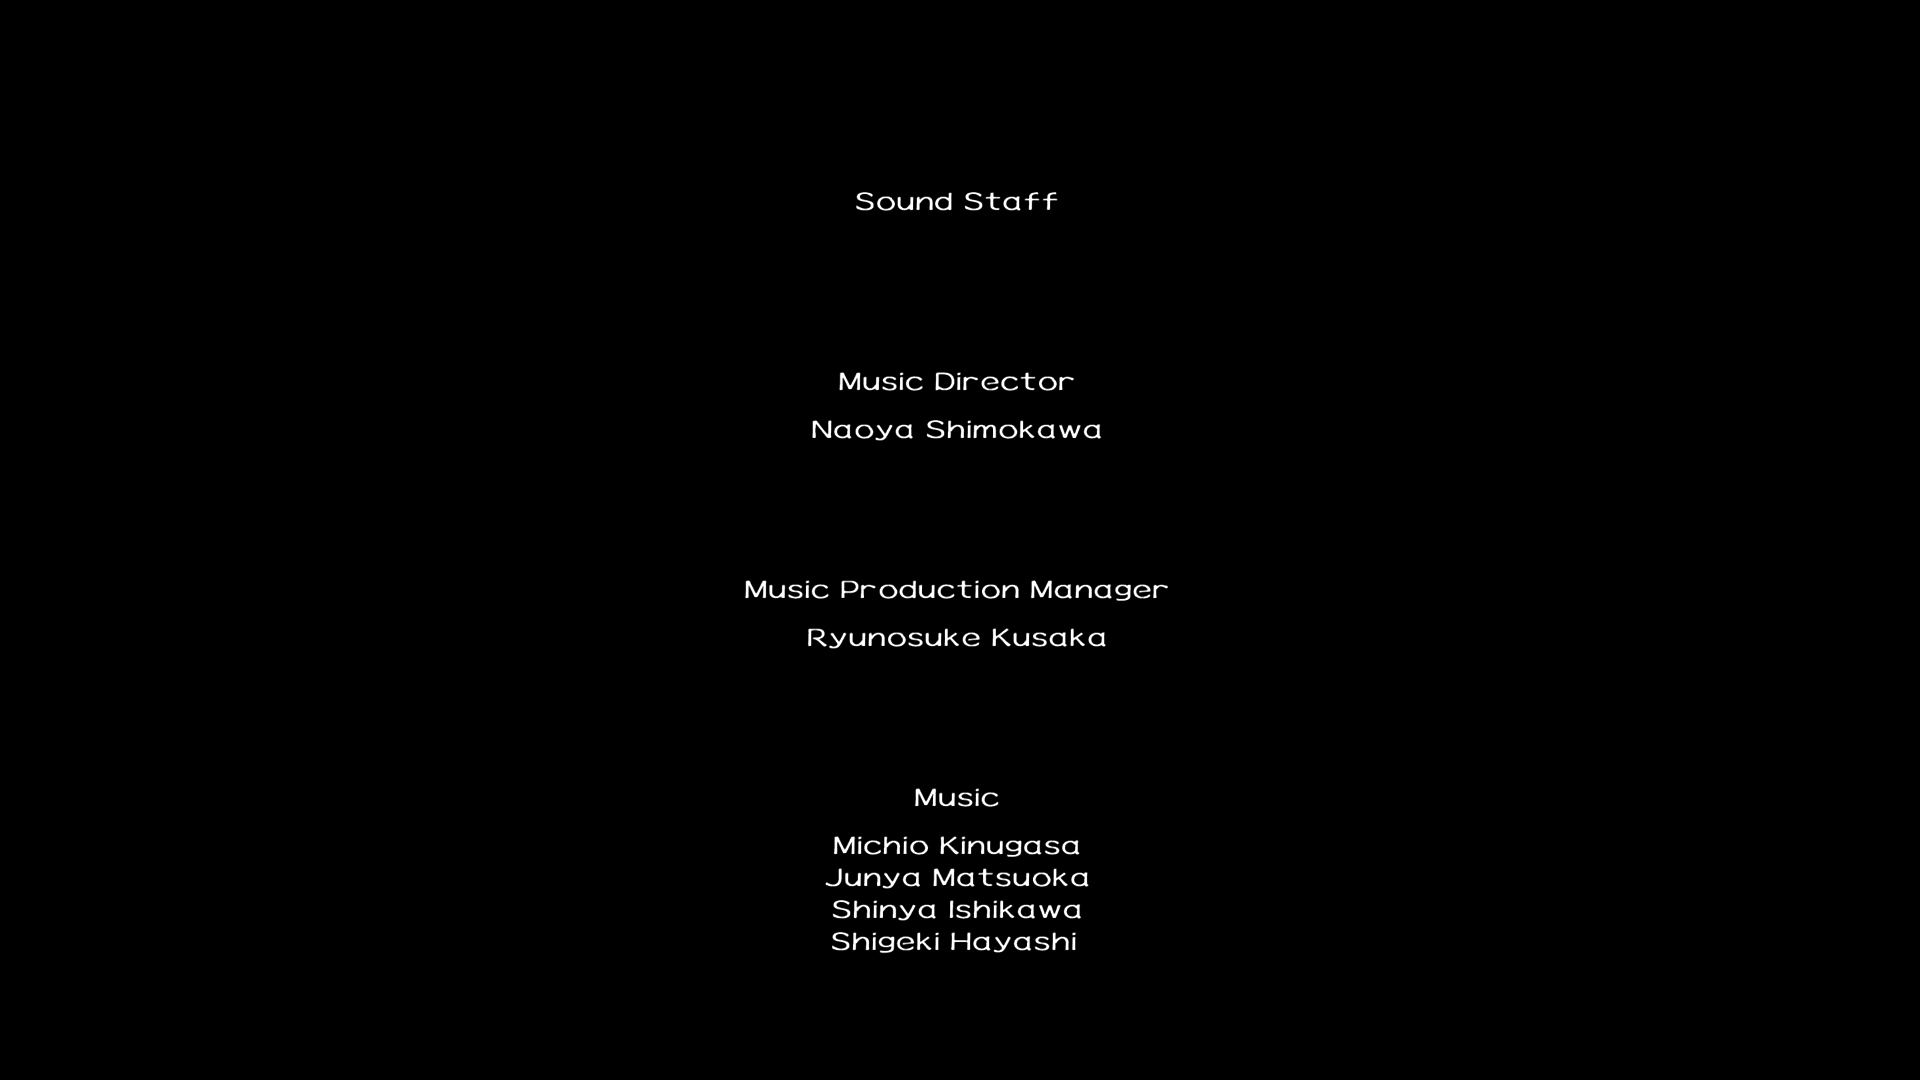 Sound Staff
Music Director
Naoya Shimokawa
Music Production Manager
Ryunosuke Kusaka
Music
Michio Kinugasa
Junya Matsuoka
Shinya Ishikawa
Shigeki Hayashi